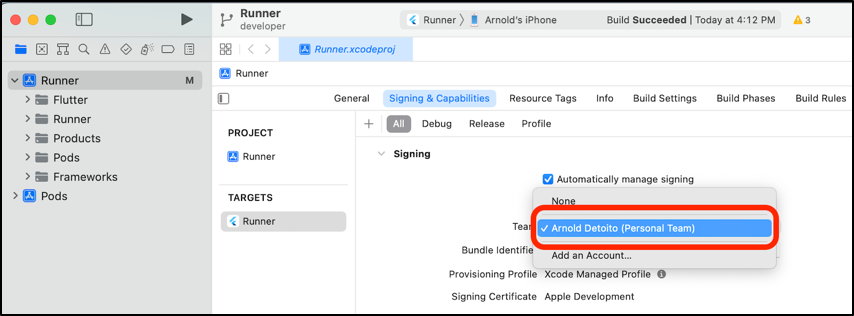 Runner
developer
Runner
Arnold's iPhone
Build Succeeded | Today at 4:12 PM
3
Runner.xcodeproj
Runner
M
Flutter
Runner
Products
Pods
Frameworks
Pods
Runner
General
Signing & Capabilities
Resource Tags
Info
Build Settings
Build Phases
Build Rules
PROJECT
Runner
TARGETS
Runner
All
Debug
Release
Profile
Signing
Automatically manage signing
None
Team
Arnold Detoito (Personal Team)
Bundle Identifie
Add an Account...
Provisioning Profile
Xcode Managed Profile
Signing Certificate
Apple Development